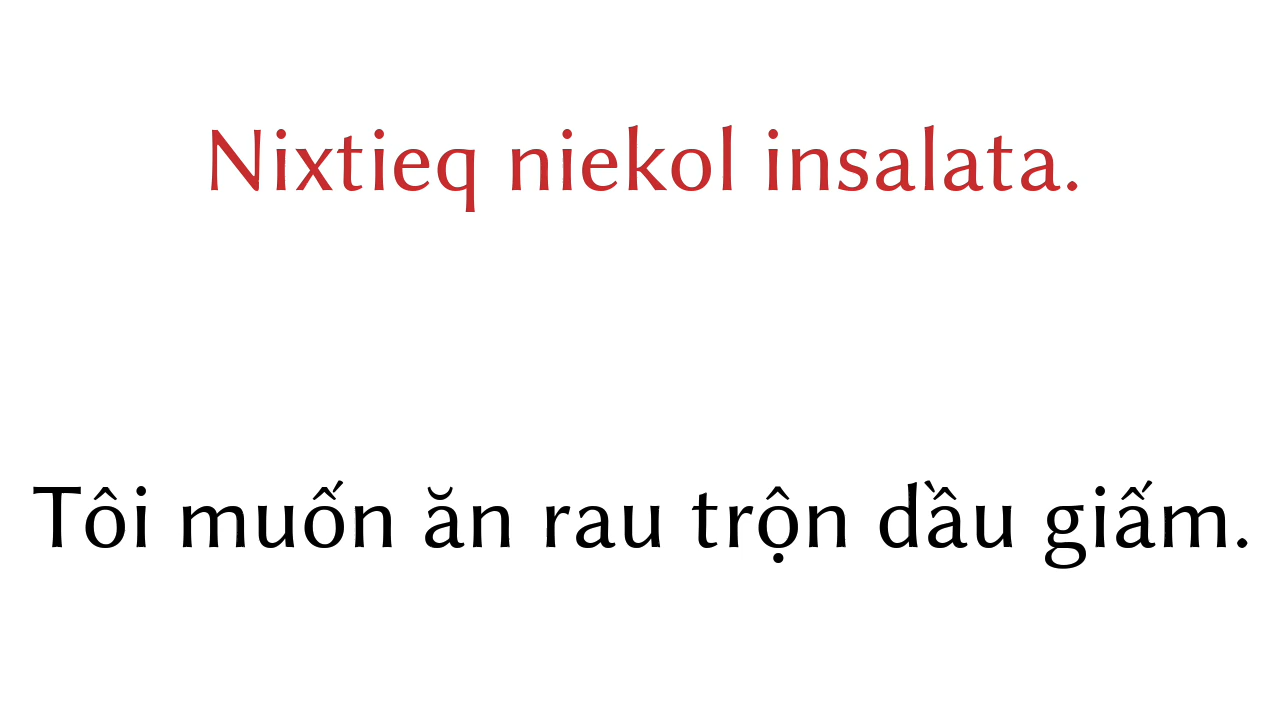 Nixtieq niekol insalata.
Tôi muốn ăn rau trộn dầu giấm.